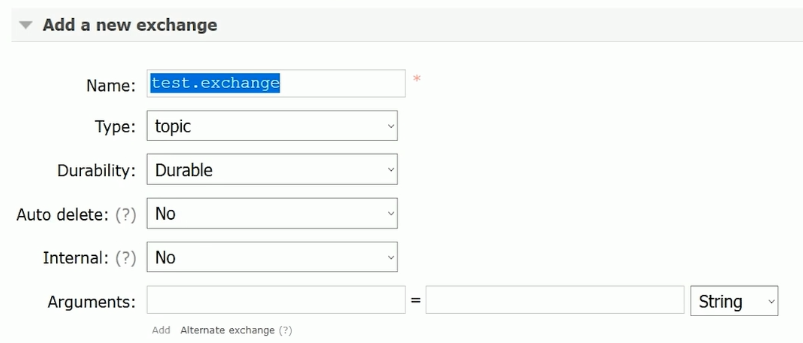 Add a new exchange
Name: test.exchange *
Type: topic
Durability: Durable
Auto delete: (?) No
Internal: (?) No
Arguments: = String
Add Alternate exchange (?)